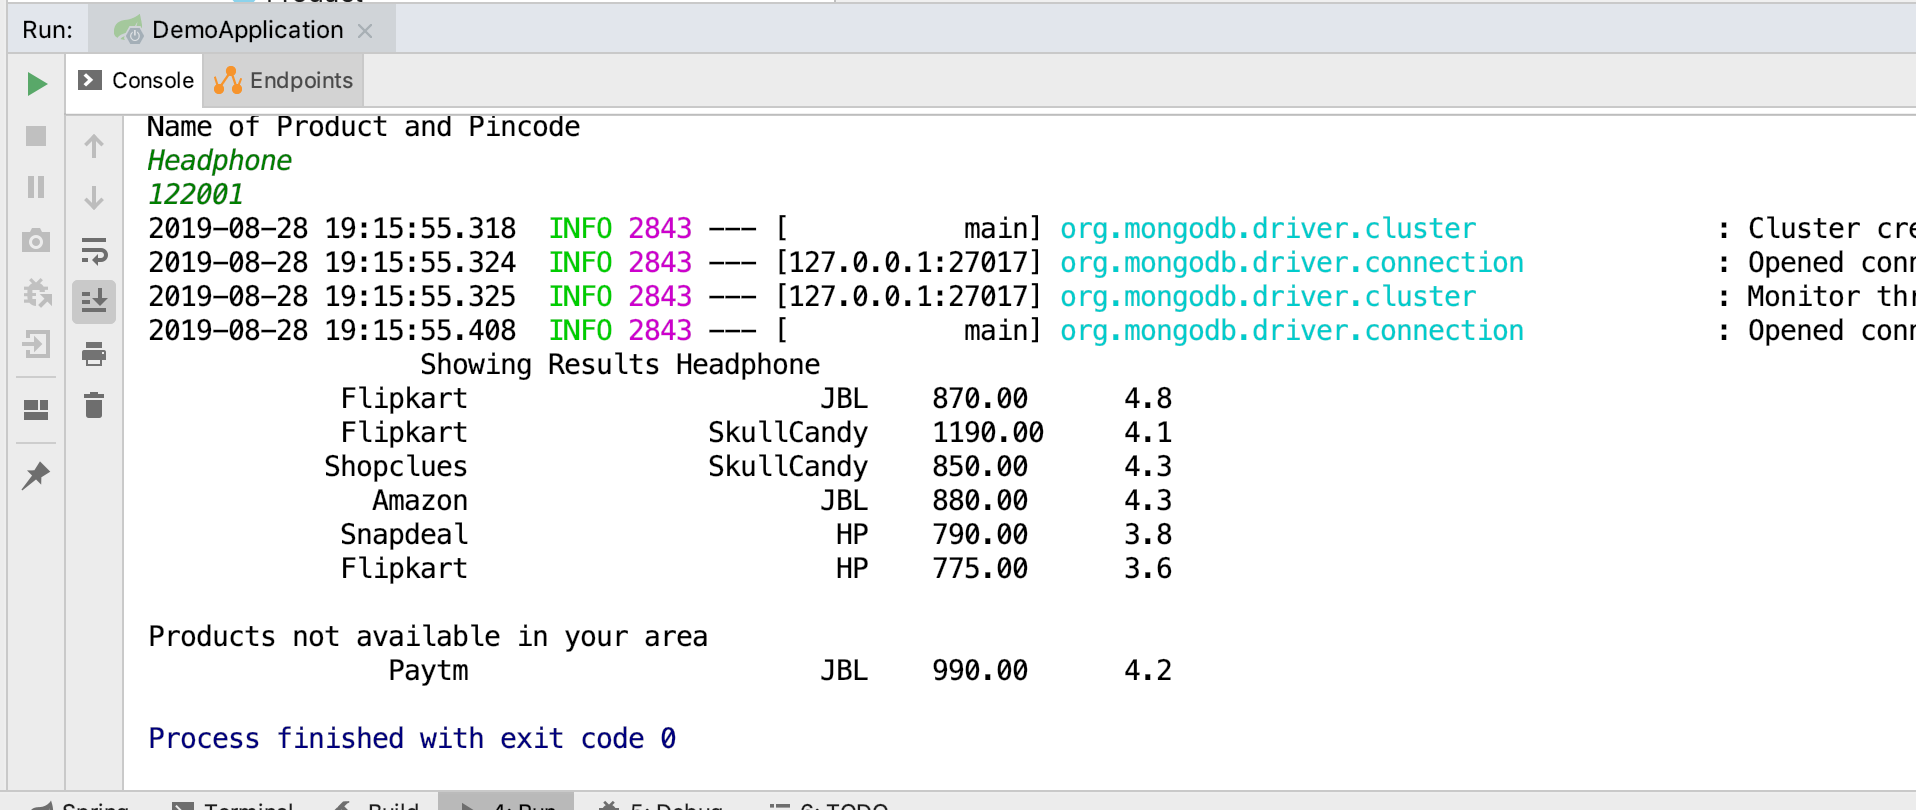 Product
Run: DemoApplication
Console Endpoints
Name of Product and Pincode
Headphone
122001
2019-08-28 19:15:55.318  INFO 2843 --- [           main] org.mongodb.driver.cluster               : Cluster cre
2019-08-28 19:15:55.324  INFO 2843 --- [127.0.0.1:27017] org.mongodb.driver.connection            : Opened conn
2019-08-28 19:15:55.325  INFO 2843 --- [127.0.0.1:27017] org.mongodb.driver.cluster               : Monitor thr
2019-08-28 19:15:55.408  INFO 2843 --- [           main] org.mongodb.driver.connection            : Opened conn
Showing Results Headphone
Flipkart JBL 870.00 4.8
Flipkart SkullCandy 1190.00 4.1
Shopclues SkullCandy 850.00 4.3
Amazon JBL 880.00 4.3
Snapdeal HP 790.00 3.8
Flipkart HP 775.00 3.6
Products not available in your area
Paytm JBL 990.00 4.2
Process finished with exit code 0
Spring Terminal Build 4: Run 5: Debug 6: TODO